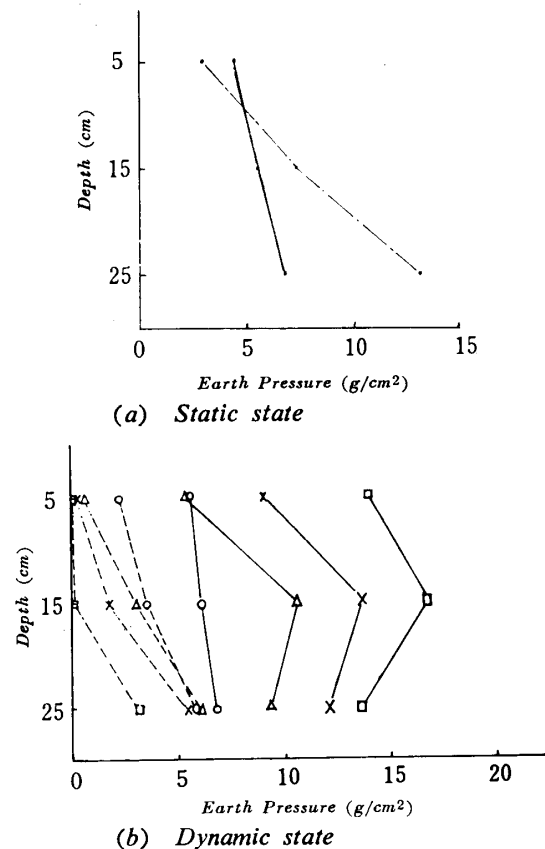 5
15
25
Depth (cm)
0 5 10 15
Earth Pressure (g/cm²)
(a) Static state
5
15
25
Depth (cm)
0 5 10 15 20
Earth Pressure (g/cm²)
(b) Dynamic state